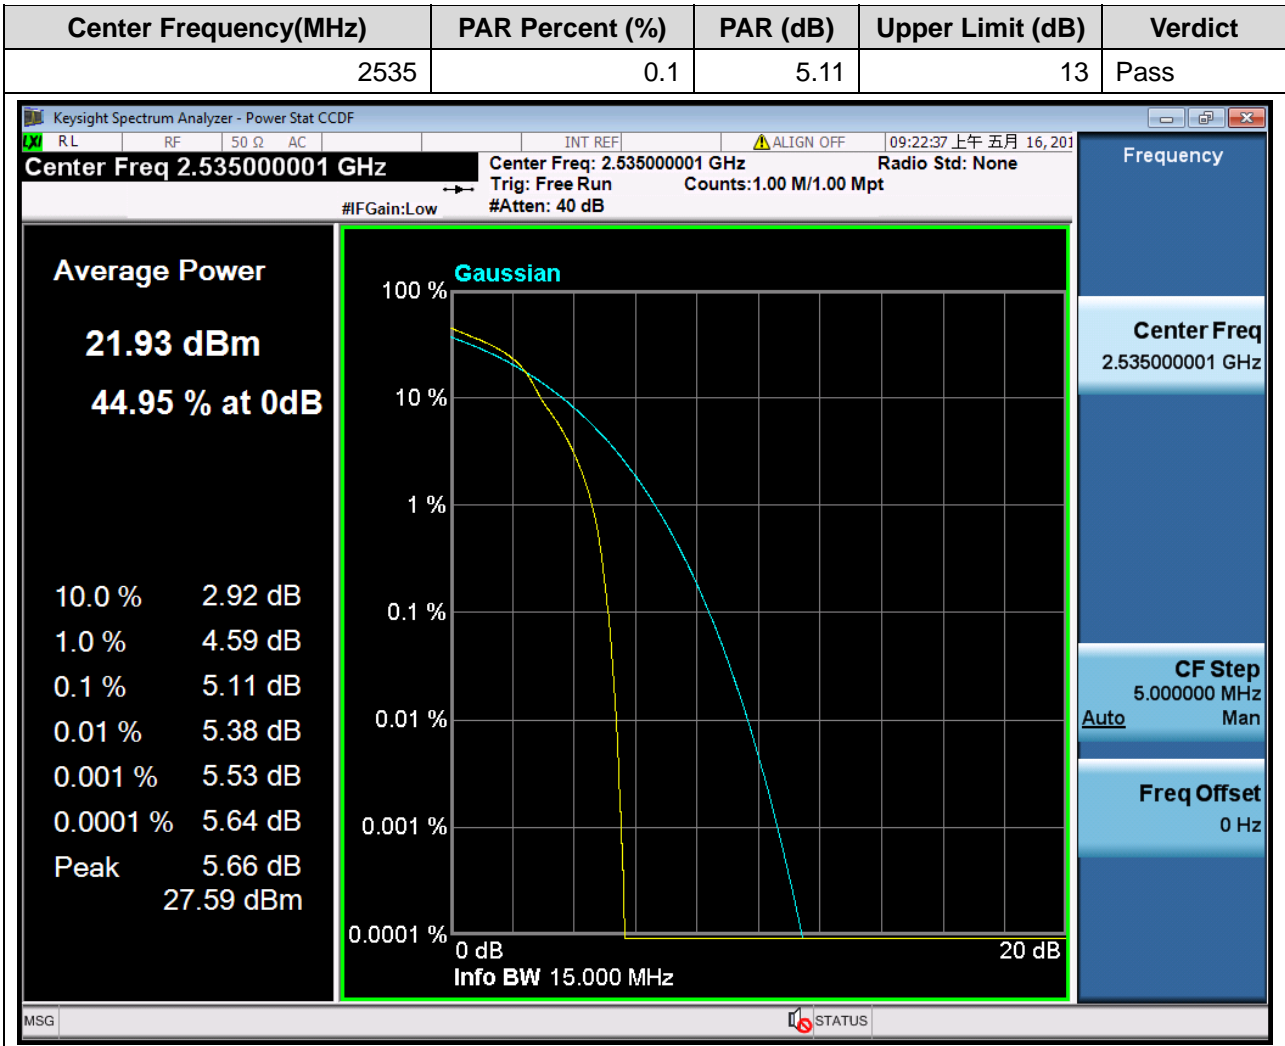 Center Frequency(MHz) PAR Percent (%) PAR (dB) Upper Limit (dB) Verdict
2535 0.1 5.11 13 Pass
Keysight Spectrum Analyzer - Power Stat CCDF
LXI RL RF 50 Ω AC INT REF ALIGN OFF 09:22:37 上午 五月 16, 201
Center Freq 2.535000001 GHz
Center Freq: 2.535000001 GHz Radio Std: None
Trig: Free Run Counts:1.00 M/1.00 Mpt
#IFGain:Low #Atten: 40 dB
Frequency
Average Power
21.93 dBm
44.95 % at 0dB
10.0 % 2.92 dB
1.0 % 4.59 dB
0.1 % 5.11 dB
0.01 % 5.38 dB
0.001 % 5.53 dB
0.0001 % 5.64 dB
Peak 5.66 dB
27.59 dBm
Gaussian
100 %
10 %
1 %
0.1 %
0.01 %
0.001 %
0.0001 %
0 dB 20 dB
Info BW 15.000 MHz
Center Freq
2.535000001 GHz
CF Step
5.000000 MHz
Auto Man
Freq Offset
0 Hz
MSG STATUS